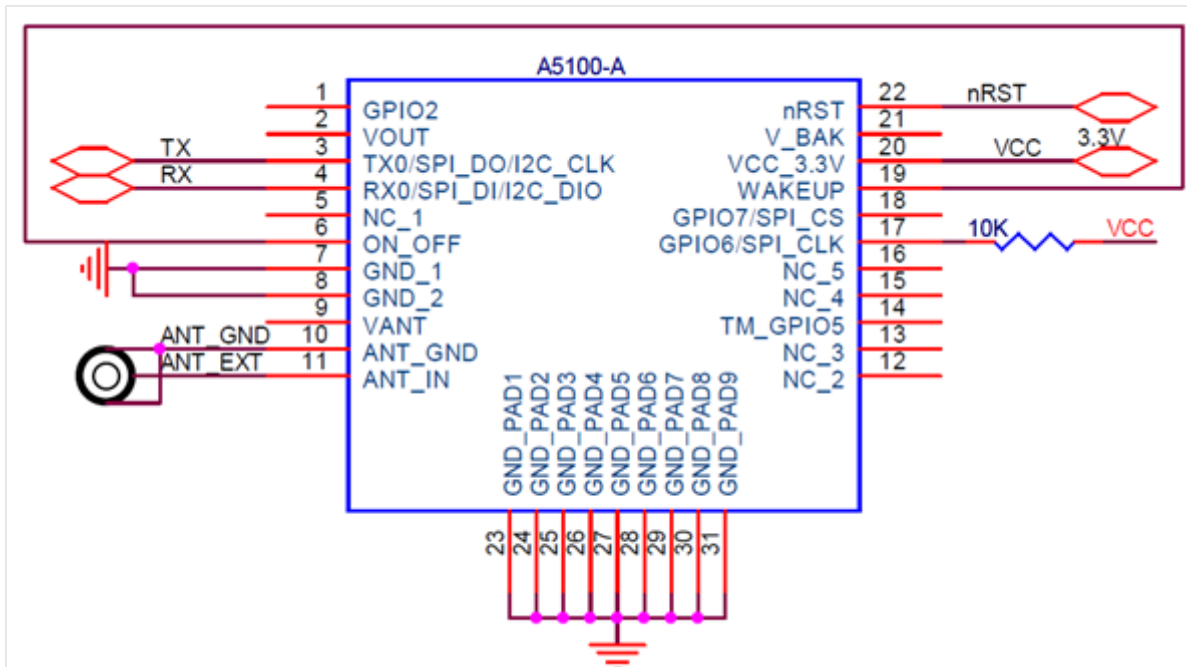 A5100-A
1 GPIO2
2 VOUT
TX 3 TX0/SPI_DO/I2C_CLK
RX 4 RX0/SPI_DI/I2C_DIO
5 NC_1
6 ON_OFF
7 GND_1
8 GND_2
9 VANT
ANT_GND 10 ANT_GND
ANT_EXT 11 ANT_IN
nRST 22 nRST
V_BAK 21
VCC_3.3V 20 VCC 3.3V
WAKEUP 19
GPIO7/SPI_CS 18
GPIO6/SPI_CLK 17 10K VCC
NC_5 16
NC_4 15
TM_GPIO5 14
NC_3 13
NC_2 12
GND_PAD1 23
GND_PAD2 24
GND_PAD3 25
GND_PAD4 26
GND_PAD5 27
GND_PAD6 28
GND_PAD7 29
GND_PAD8 30
GND_PAD9 31